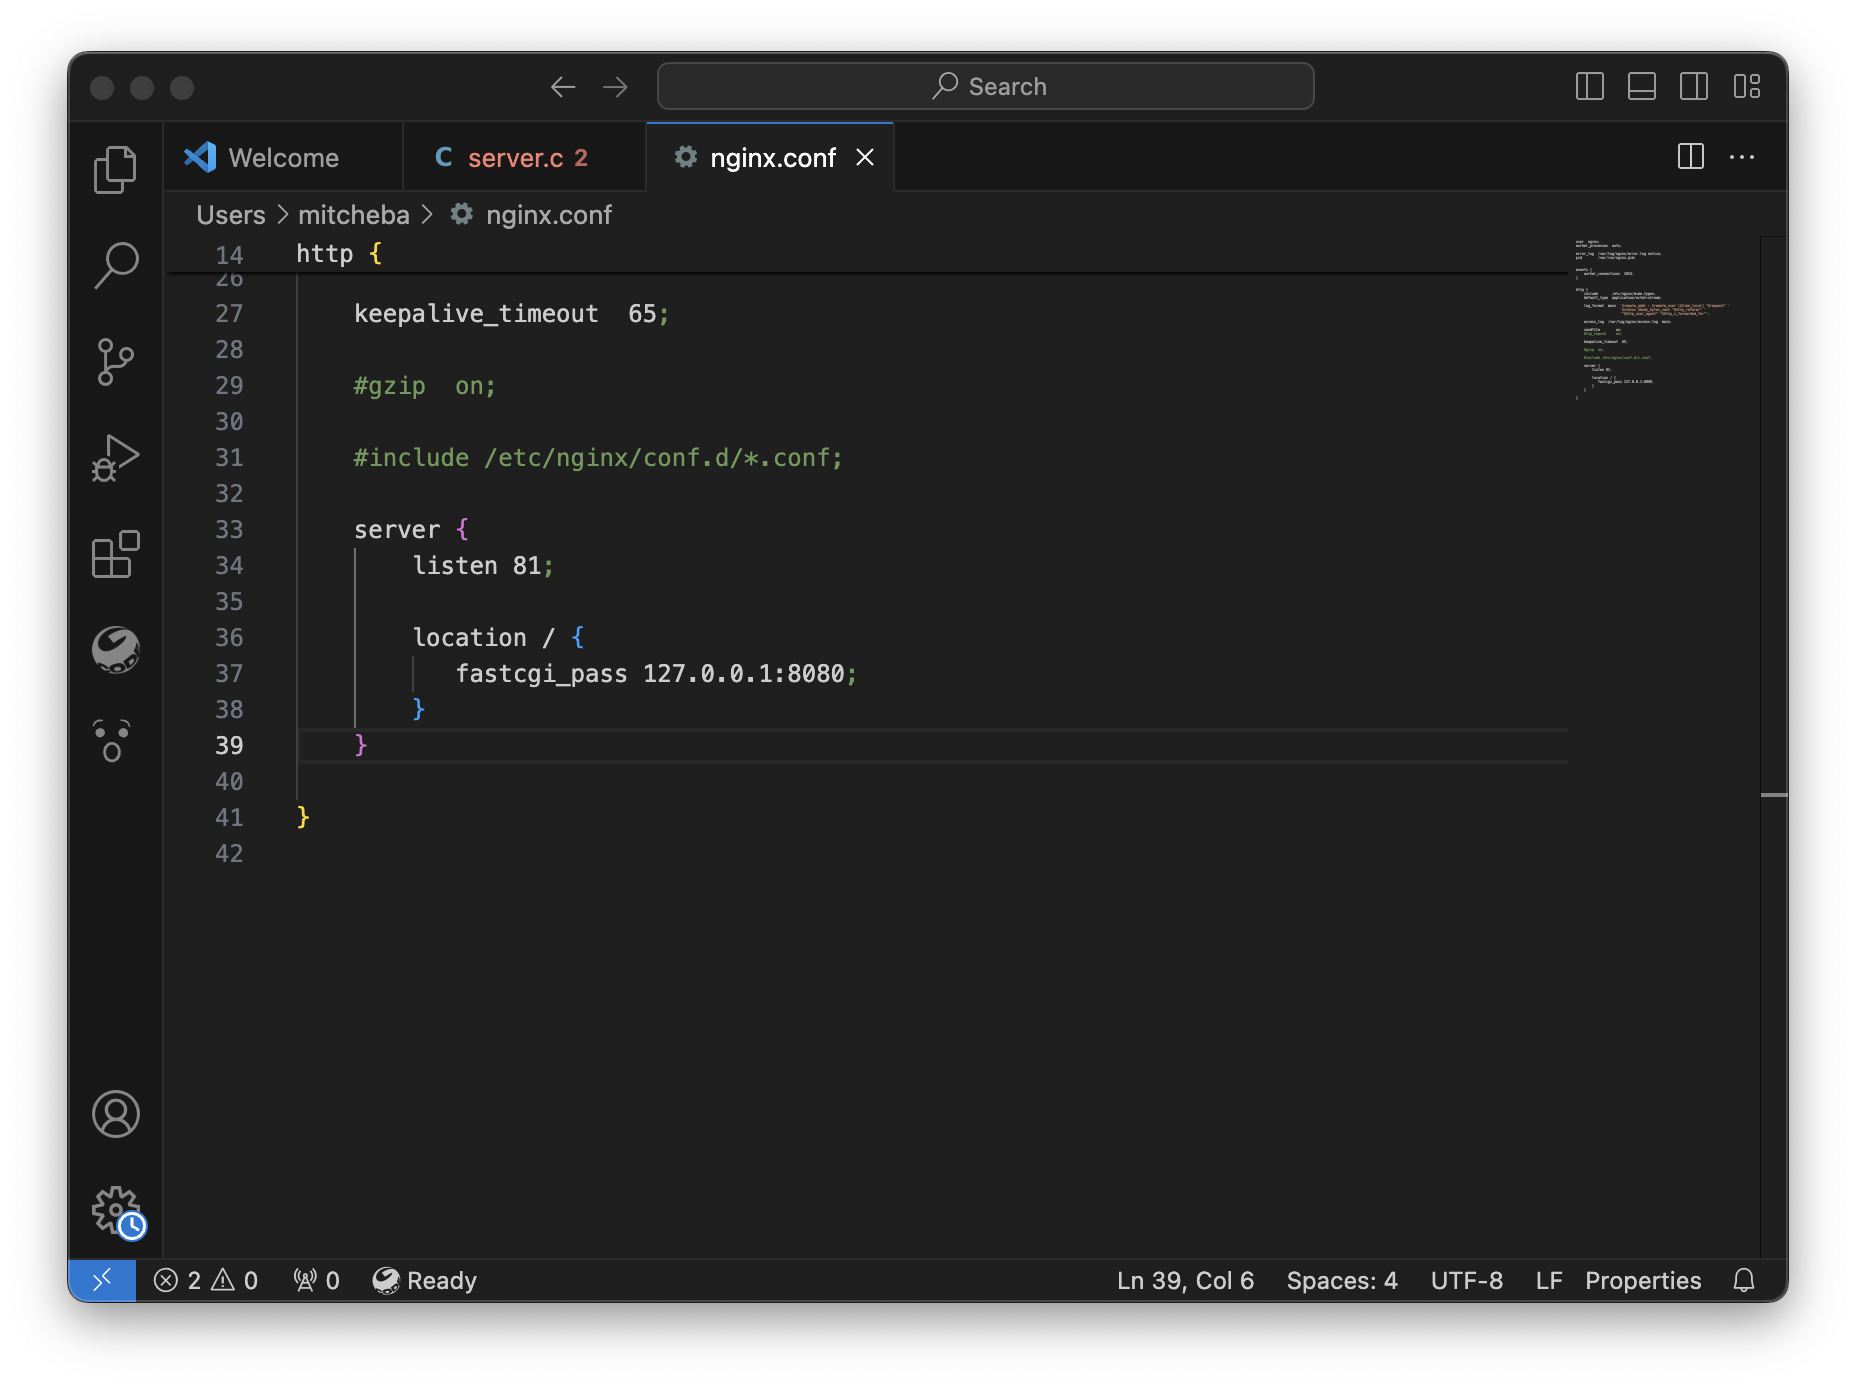 Search
Welcome
C server.c 2
nginx.conf
Users > mitcheba > nginx.conf
14 http {
26
27 keepalive_timeout  65;
28
29 #gzip  on;
30
31 #include /etc/nginx/conf.d/*.conf;
32
33 server {
34 listen 81;
35
36 location / {
37 fastcgi_pass 127.0.0.1:8080;
38 }
39 }
40
41 }
42
2 0 0 Ready Ln 39, Col 6 Spaces: 4 UTF-8 LF Properties